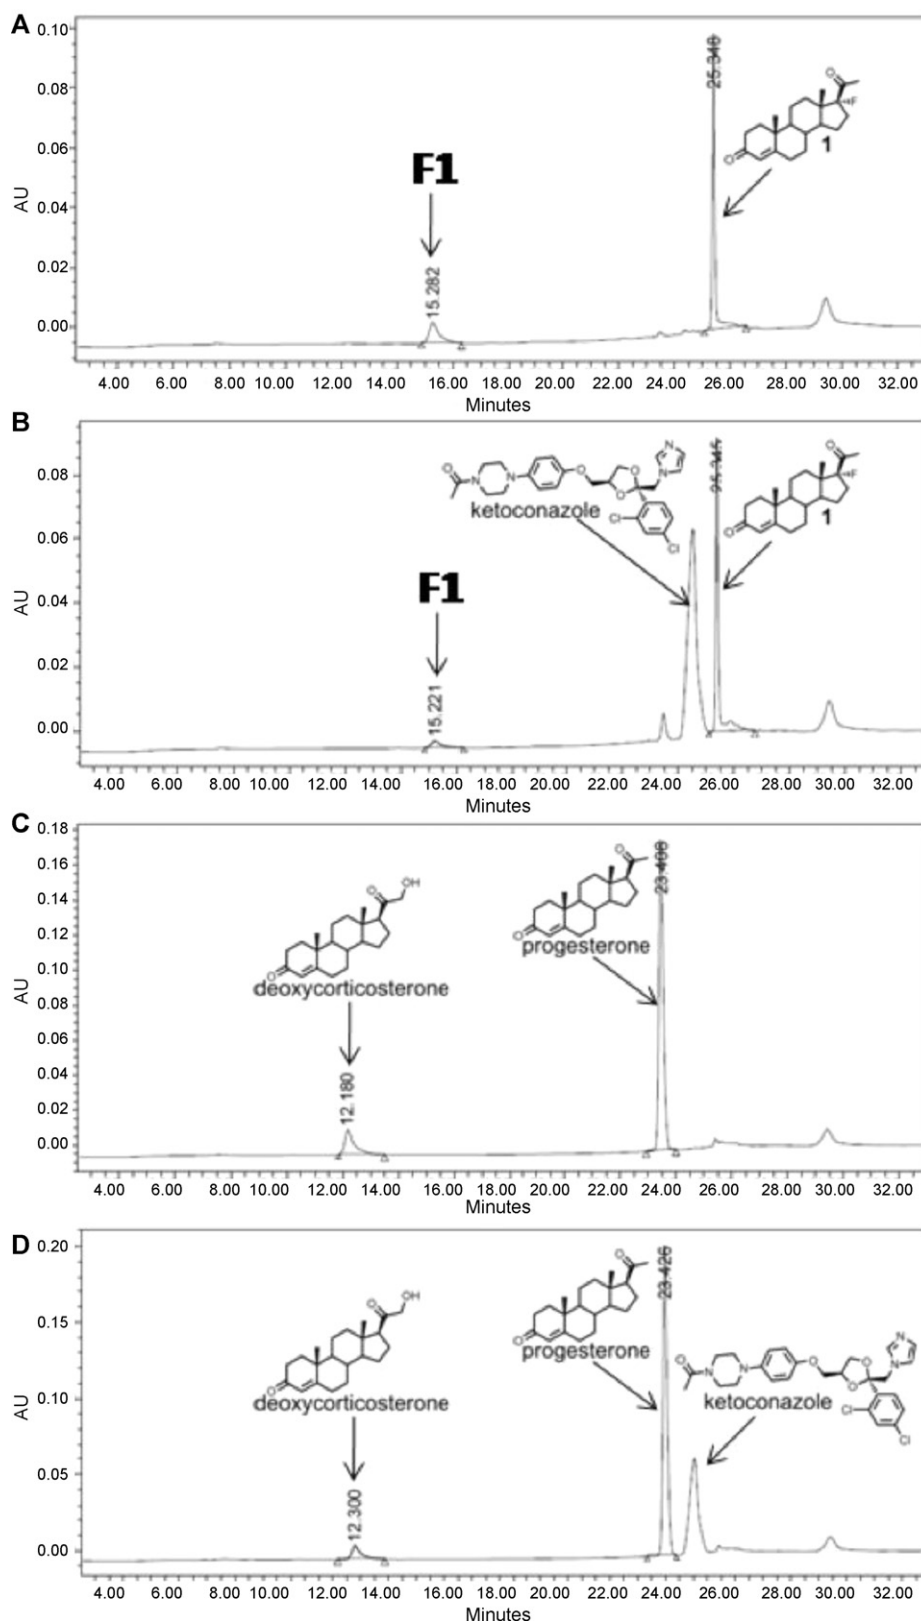 A
0.10
0.08
0.06
0.04
0.02
0.00
AU
F1
15.282
25.348
O
F
O
1
4.00 6.00 8.00 10.00 12.00 14.00 16.00 18.00 20.00 22.00 24.00 26.00 28.00 30.00 32.00
Minutes
B
0.08
0.06
0.04
0.02
0.00
AU
F1
15.221
O
N
N
O
O
O
N
N
Cl
Cl
ketoconazole
25.345
O
F
O
1
4.00 6.00 8.00 10.00 12.00 14.00 16.00 18.00 20.00 22.00 24.00 26.00 28.00 30.00 32.00
Minutes
C
0.18
0.16
0.14
0.12
0.10
0.08
0.06
0.04
0.02
0.00
AU
O
OH
O
deoxycorticosterone
12.180
O
O
progesterone
4.00 6.00 8.00 10.00 12.00 14.00 16.00 18.00 20.00 22.00 24.00 26.00 28.00 30.00 32.00
Minutes
D
0.20
0.15
0.10
0.05
0.00
AU
O
OH
O
deoxycorticosterone
12.300
O
O
progesterone
23.426
O
N
N
O
O
O
N
N
Cl
Cl
ketoconazole
4.00 6.00 8.00 10.00 12.00 14.00 16.00 18.00 20.00 22.00 24.00 26.00 28.00 30.00 32.00
Minutes